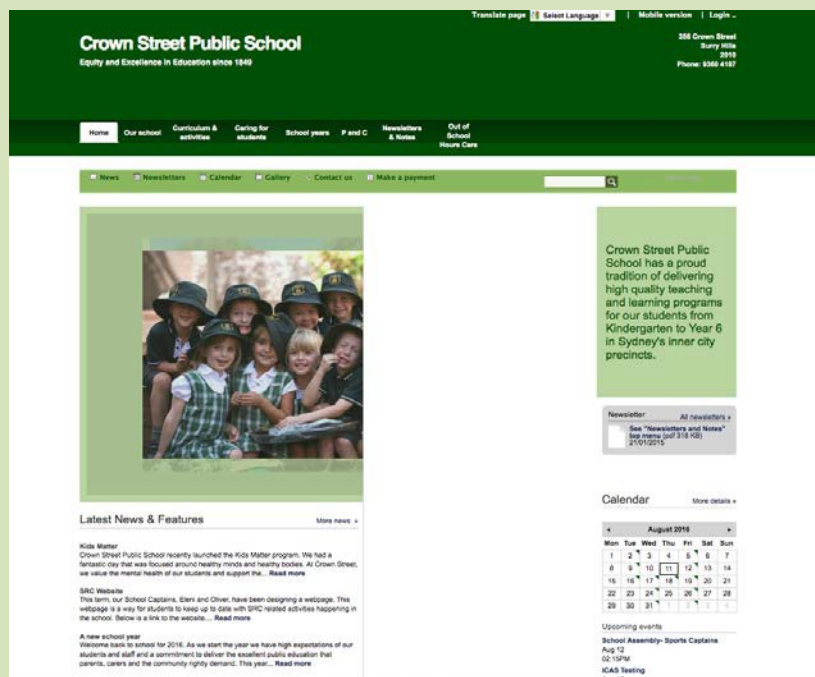 Translate page Select Language ▼ | Mobile version | Login
Crown Street Public School
Equity and Excellence in Education since 1849
356 Crown Street
Surry Hills
2010
Phone: 9360 4187
Home
Our school
Curriculum &
activities
Caring for
students
School years
P and C
Newsletters
& Notes
Out of
School
Hours Care
News Newsletters Calendar Gallery Contact us Make a payment
Crown Street Public
School has a proud
tradition of delivering
high quality teaching
and learning programs
for our students from
Kindergarten to Year 6
in Sydney's inner city
precincts.
Newsletter All newsletters »
See "Newsletters and Notes"
top menu (pdf 318 KB)
21/01/2015
Latest News & Features More news »
Kids Matter
Crown Street Public School recently launched the Kids Matter program. We had a
fantastic day that was focused around healthy minds and healthy bodies. At Crown Street,
we value the mental health of our students and support the... Read more
SRC Website
This term, our School Captains, Eleni and Oliver, have been designing a webpage. This
webpage is a way for students to keep up to date with SRC related activities happening in
the school. Below is a link to the website.... Read more
A new school year
Welcome back to school for 2016. As we start the year we have high expectations of our
students and staff and a commitment to deliver the excellent public education that
parents, carers and the community rightly demand. This year... Read more
Calendar More details »
August 2016
Mon Tue Wed Thu Fri Sat Sun
1 2 3 4 5 6 7
8 9 10 11 12 13 14
15 16 17 18 19 20 21
22 23 24 25 26 27 28
29 30 31 1 2 3 4
Upcoming events
School Assembly- Sports Captains
Aug 12
02:15PM
ICAS Testing